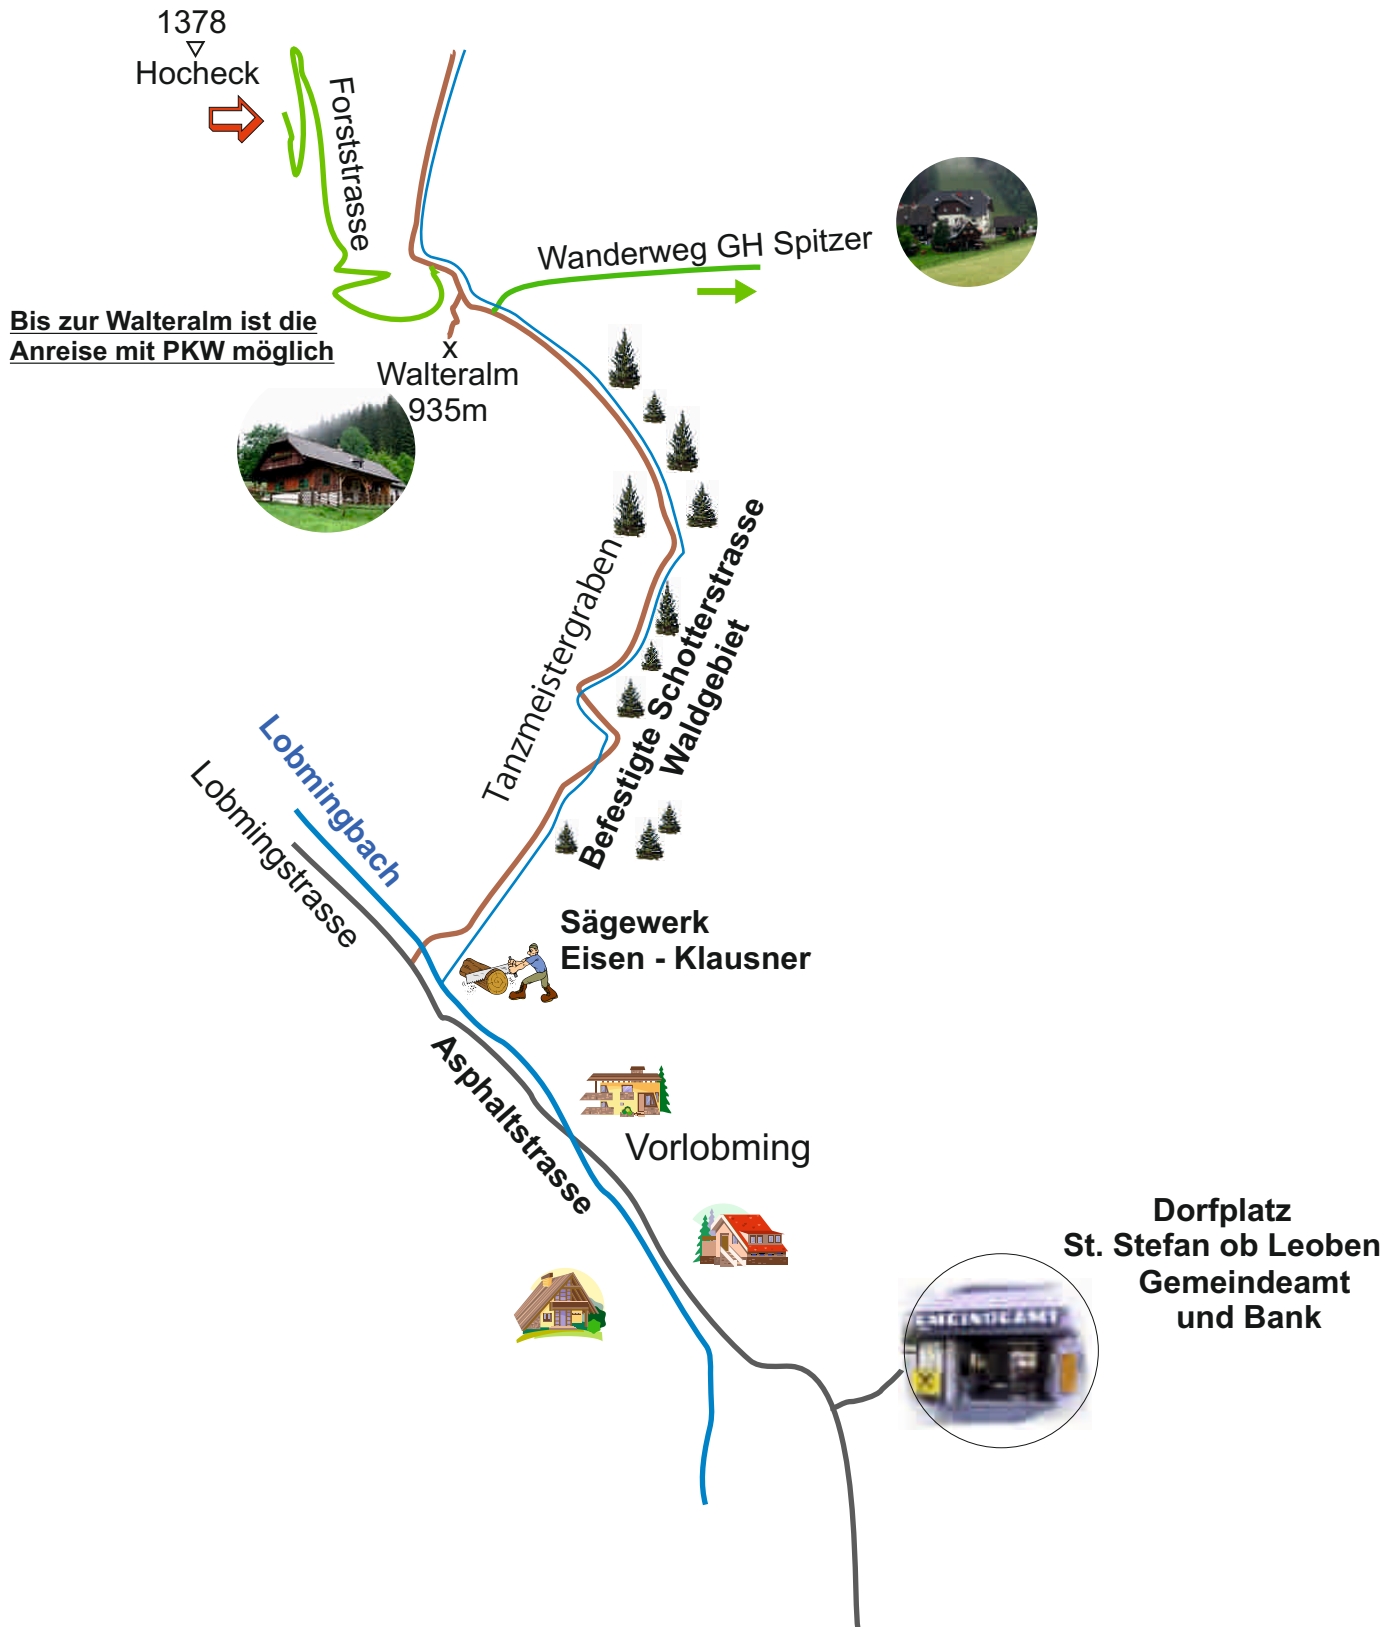 1378
Hocheck
Forststrasse
Wanderweg GH Spitzer
Bis zur Walteralm ist die
Anreise mit PKW möglich
x
Walteralm
935m
Tanzmeistergraben
Befestigte Schotterstrasse
Waldgebiet
Lobmingbach
Lobmingstrasse
Sägewerk
Eisen - Klausner
Asphaltstrasse
Vorlobming
Dorfplatz
St. Stefan ob Leoben
Gemeindeamt
und Bank
GEMEINDEAMT